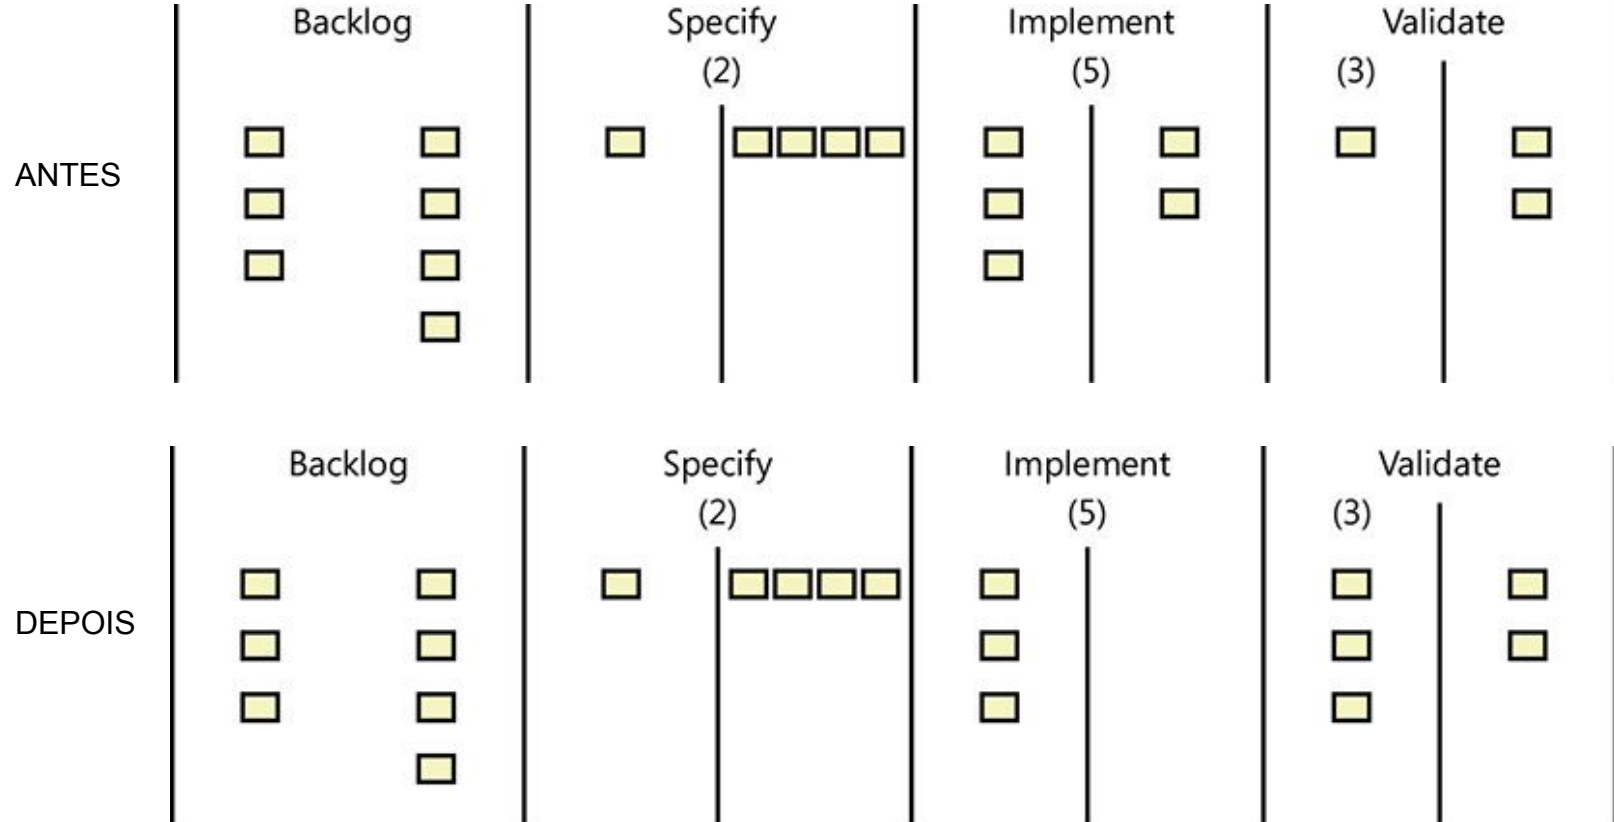 Backlog Specify Implement Validate
(2) (5) (3)
ANTES
Backlog Specify Implement Validate
(2) (5) (3)
DEPOIS